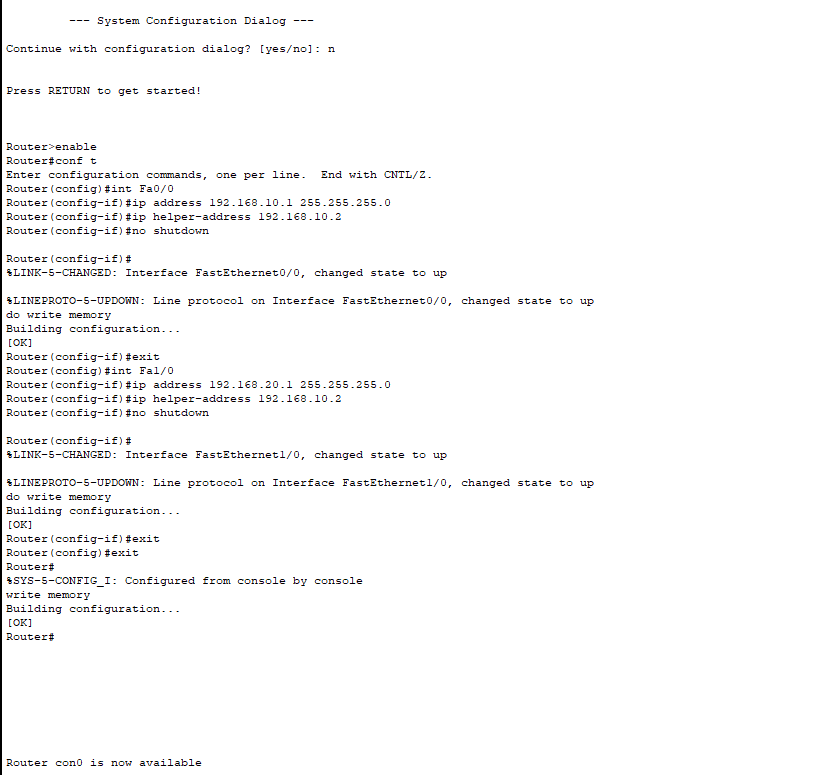 --- System Configuration Dialog ---
Continue with configuration dialog? [yes/no]: n
Press RETURN to get started!
Router>enable
Router#conf t
Enter configuration commands, one per line.  End with CNTL/Z.
Router(config)#int Fa0/0
Router(config-if)#ip address 192.168.10.1 255.255.255.0
Router(config-if)#ip helper-address 192.168.10.2
Router(config-if)#no shutdown
Router(config-if)#
%LINK-5-CHANGED: Interface FastEthernet0/0, changed state to up
%LINEPROTO-5-UPDOWN: Line protocol on Interface FastEthernet0/0, changed state to up
do write memory
Building configuration...
[OK]
Router(config-if)#exit
Router(config)#int Fa1/0
Router(config-if)#ip address 192.168.20.1 255.255.255.0
Router(config-if)#ip helper-address 192.168.10.2
Router(config-if)#no shutdown
Router(config-if)#
%LINK-5-CHANGED: Interface FastEthernet1/0, changed state to up
%LINEPROTO-5-UPDOWN: Line protocol on Interface FastEthernet1/0, changed state to up
do write memory
Building configuration...
[OK]
Router(config-if)#exit
Router(config)#exit
Router#
%SYS-5-CONFIG_I: Configured from console by console
write memory
Building configuration...
[OK]
Router#
Router con0 is now available